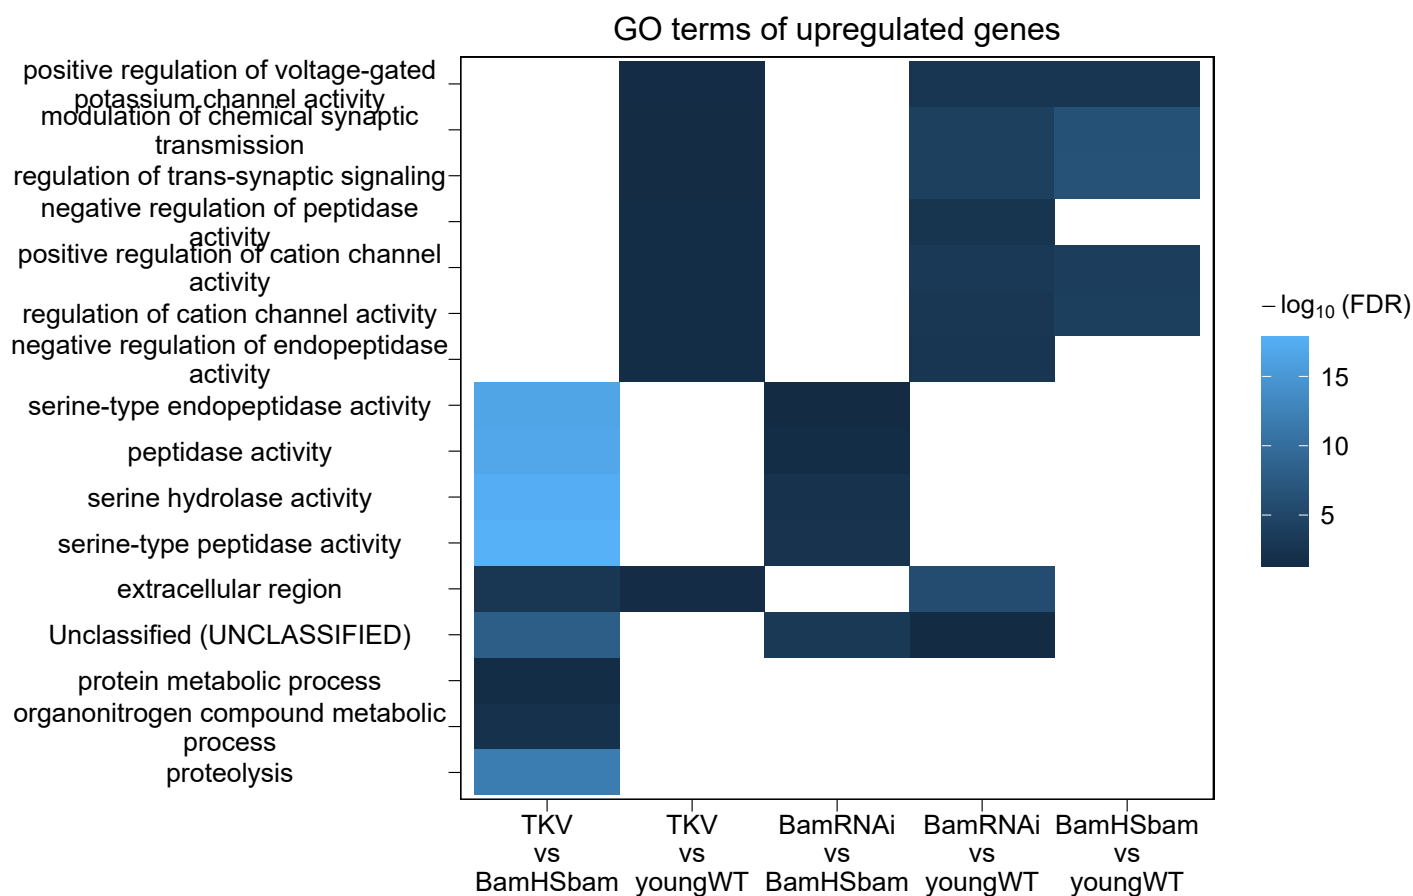 GO terms of upregulated genes
positive regulation of voltage-gated
potassium channel activity
modulation of chemical synaptic
transmission
regulation of trans-synaptic signaling
negative regulation of peptidase
activity
positive regulation of cation channel
activity
regulation of cation channel activity
negative regulation of endopeptidase
activity
serine-type endopeptidase activity
peptidase activity
serine hydrolase activity
serine-type peptidase activity
extracellular region
Unclassified (UNCLASSIFIED)
protein metabolic process
organonitrogen compound metabolic
process
proteolysis
TKV
vs
BamHSbam
TKV
vs
youngWT
BamRNAi
vs
BamHSbam
BamRNAi
vs
youngWT
BamHSbam
vs
youngWT
− log₁₀ (FDR)
15
10
5